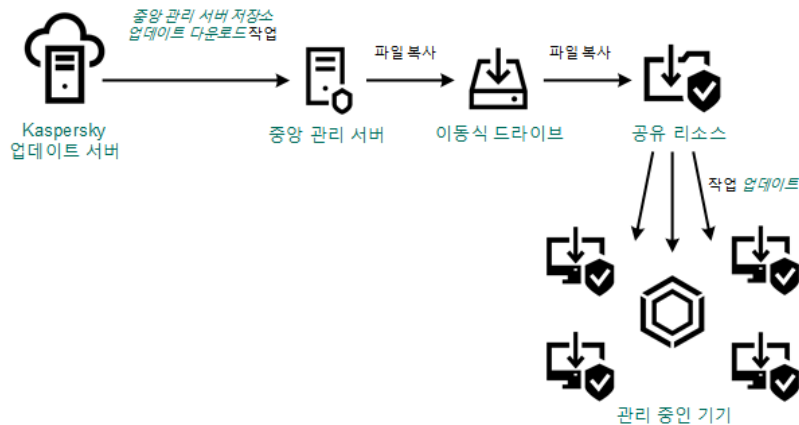 중앙 관리 서버 저장소
업데이트 다운로드작업
파일 복사
파일 복사
Kaspersky
업데이트 서버
중앙 관리 서버
이동식 드라이브
공유 리소스
작업 업데이트
관리 중인 기기